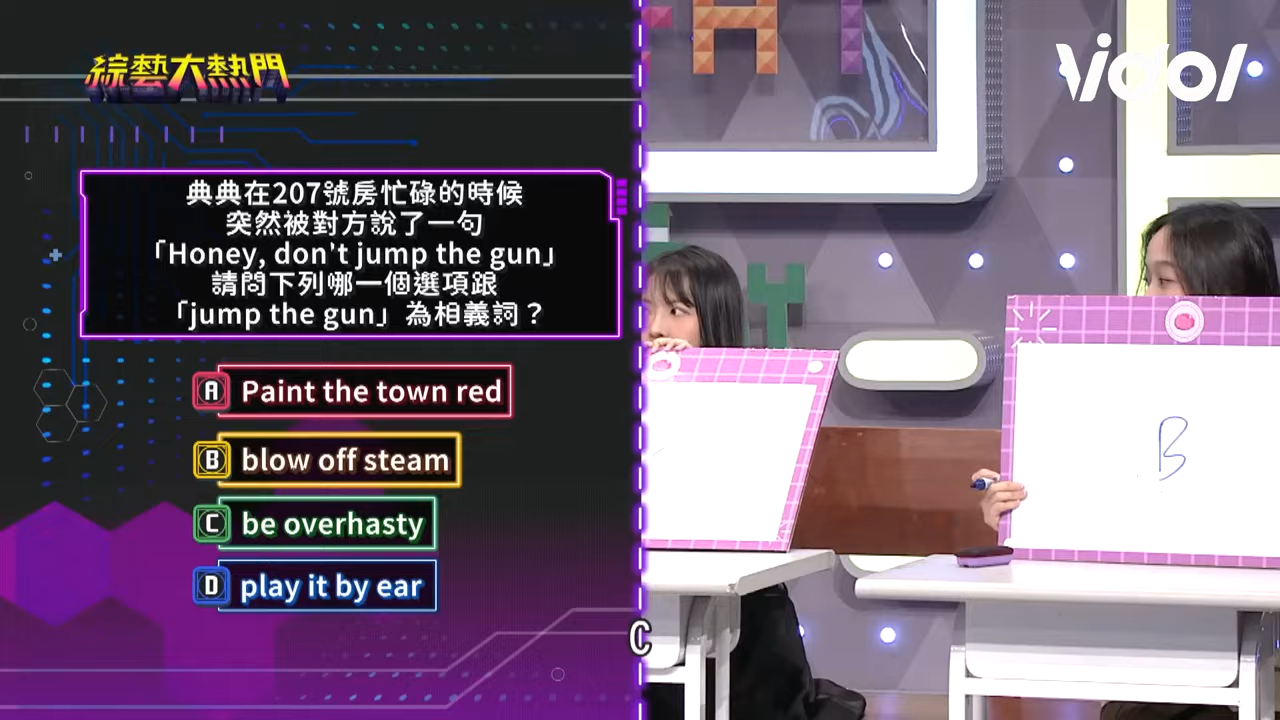 綜藝大熱門
Vidol
典典在207號房忙碌的時候
突然被對方說了一句
「Honey, don't jump the gun」
請問下列哪一個選項跟
「jump the gun」為相義詞？
A Paint the town red
B blow off steam
C be overhasty
D play it by ear
B
C